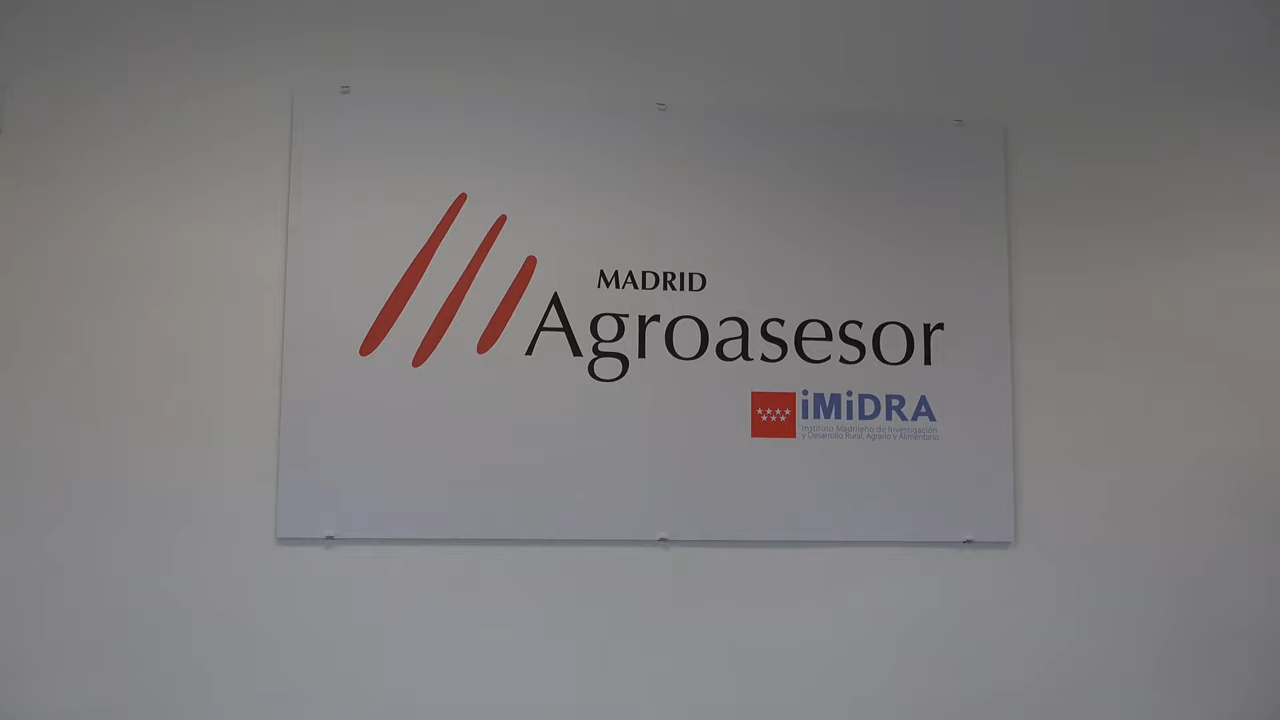 MADRID
Agroasesor
iMiDRA
Instituto Madrileño de Investigación
y Desarrollo Rural, Agrario y Alimentario